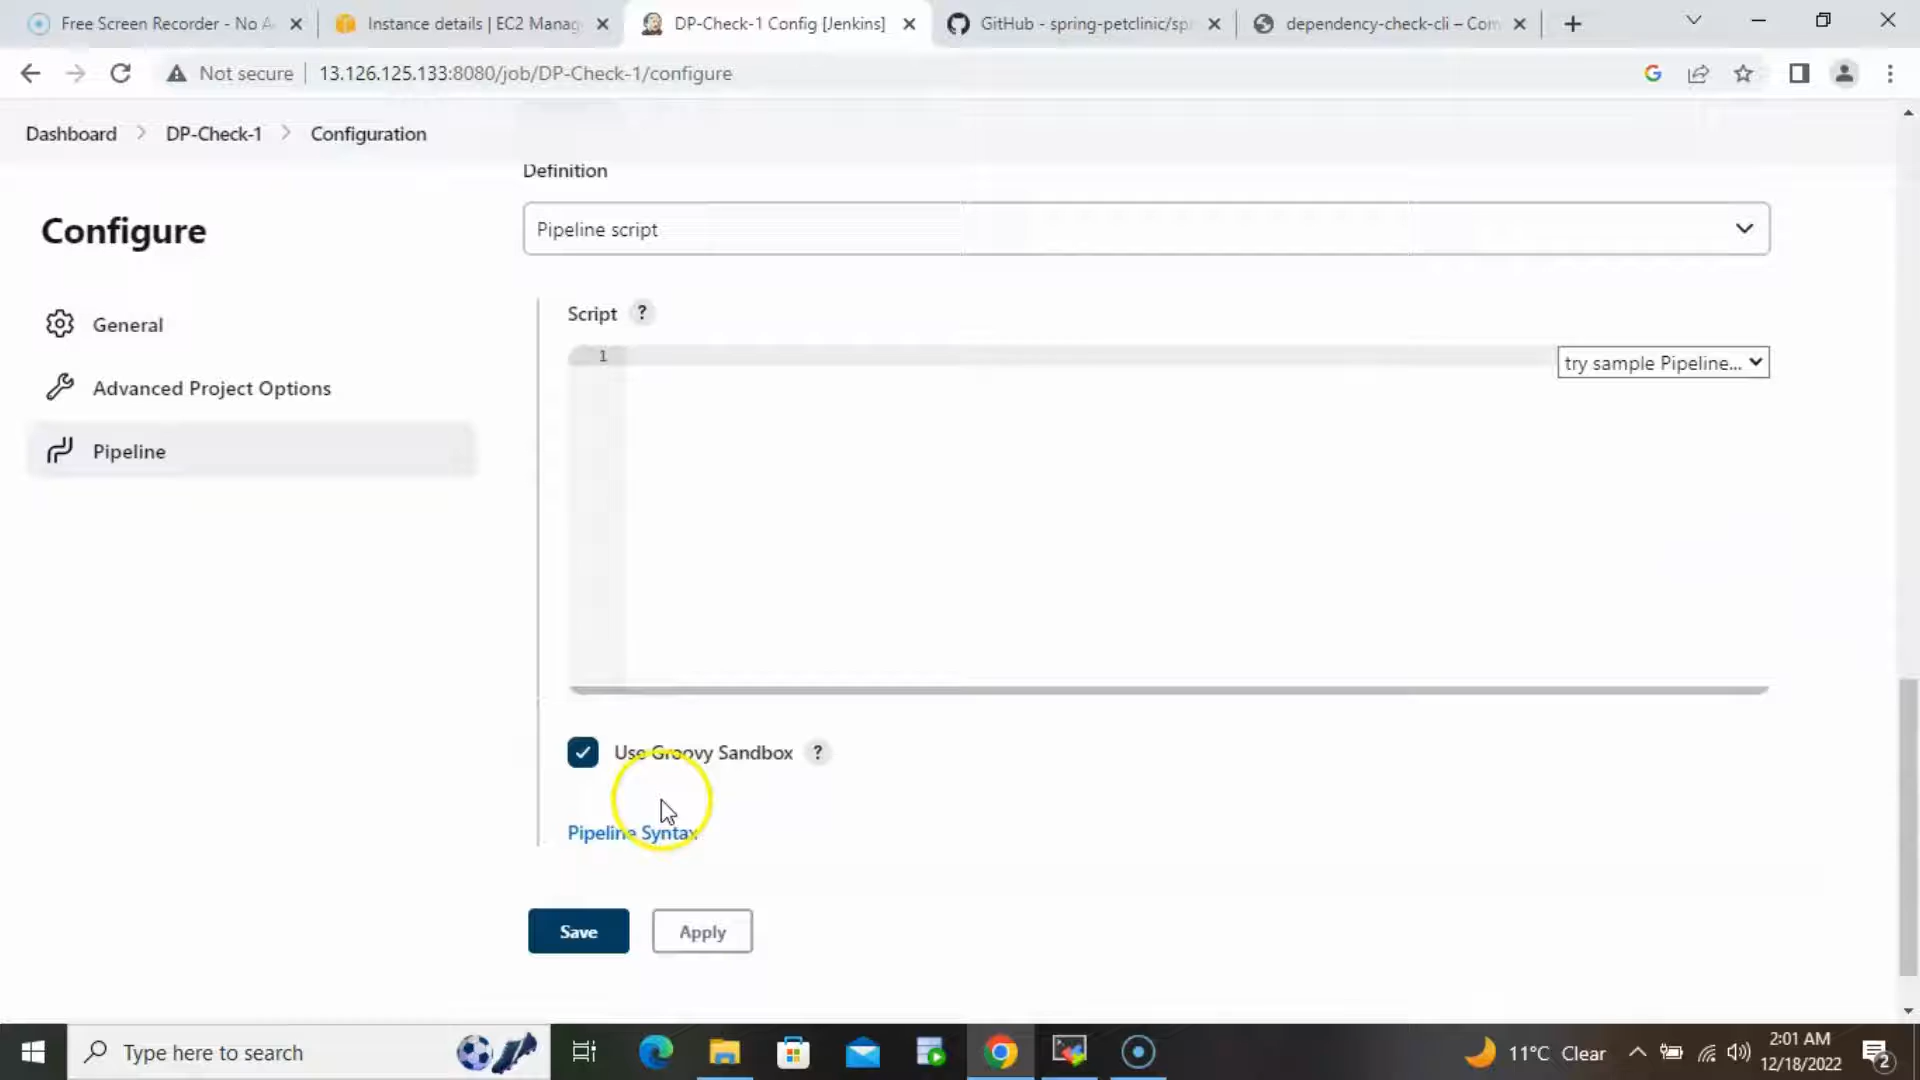 Free Screen Recorder - No A
Instance details | EC2 Manag
DP-Check-1 Config [Jenkins]
GitHub - spring-petclinic/spr
dependency-check-cli – Com
Not secure
13.126.125.133:8080/job/DP-Check-1/configure
Dashboard
DP-Check-1
Configuration
Definition
Configure
Pipeline script
General
Advanced Project Options
Pipeline
Script ?
1
try sample Pipeline...
Use Groovy Sandbox ?
Pipeline Syntax
Save
Apply
Type here to search
11°C Clear
2:01 AM
12/18/2022
2